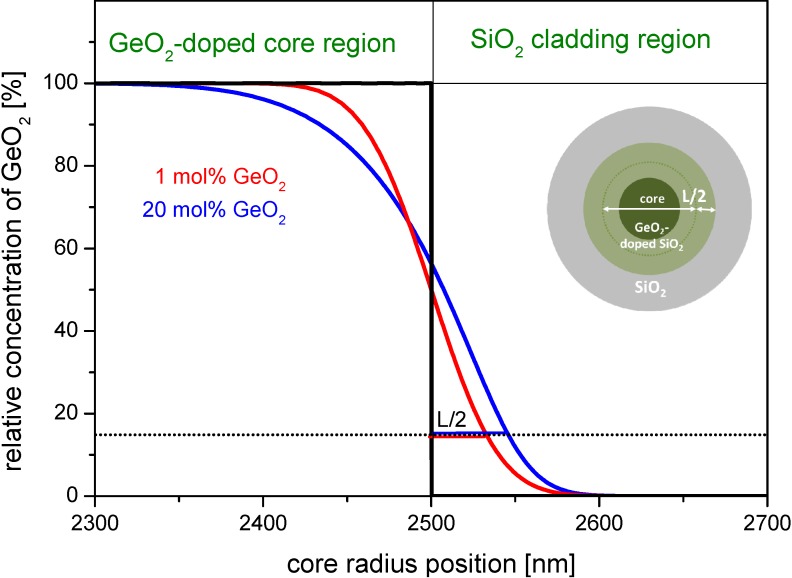 GeO₂-doped core region
SiO₂ cladding region
relative concentration of GeO₂ [%]
100
80
60
40
20
0
1 mol% GeO₂
20 mol% GeO₂
core
L/2
GeO₂-
doped SiO₂
SiO₂
L/2
2300
2400
2500
2600
2700
core radius position [nm]